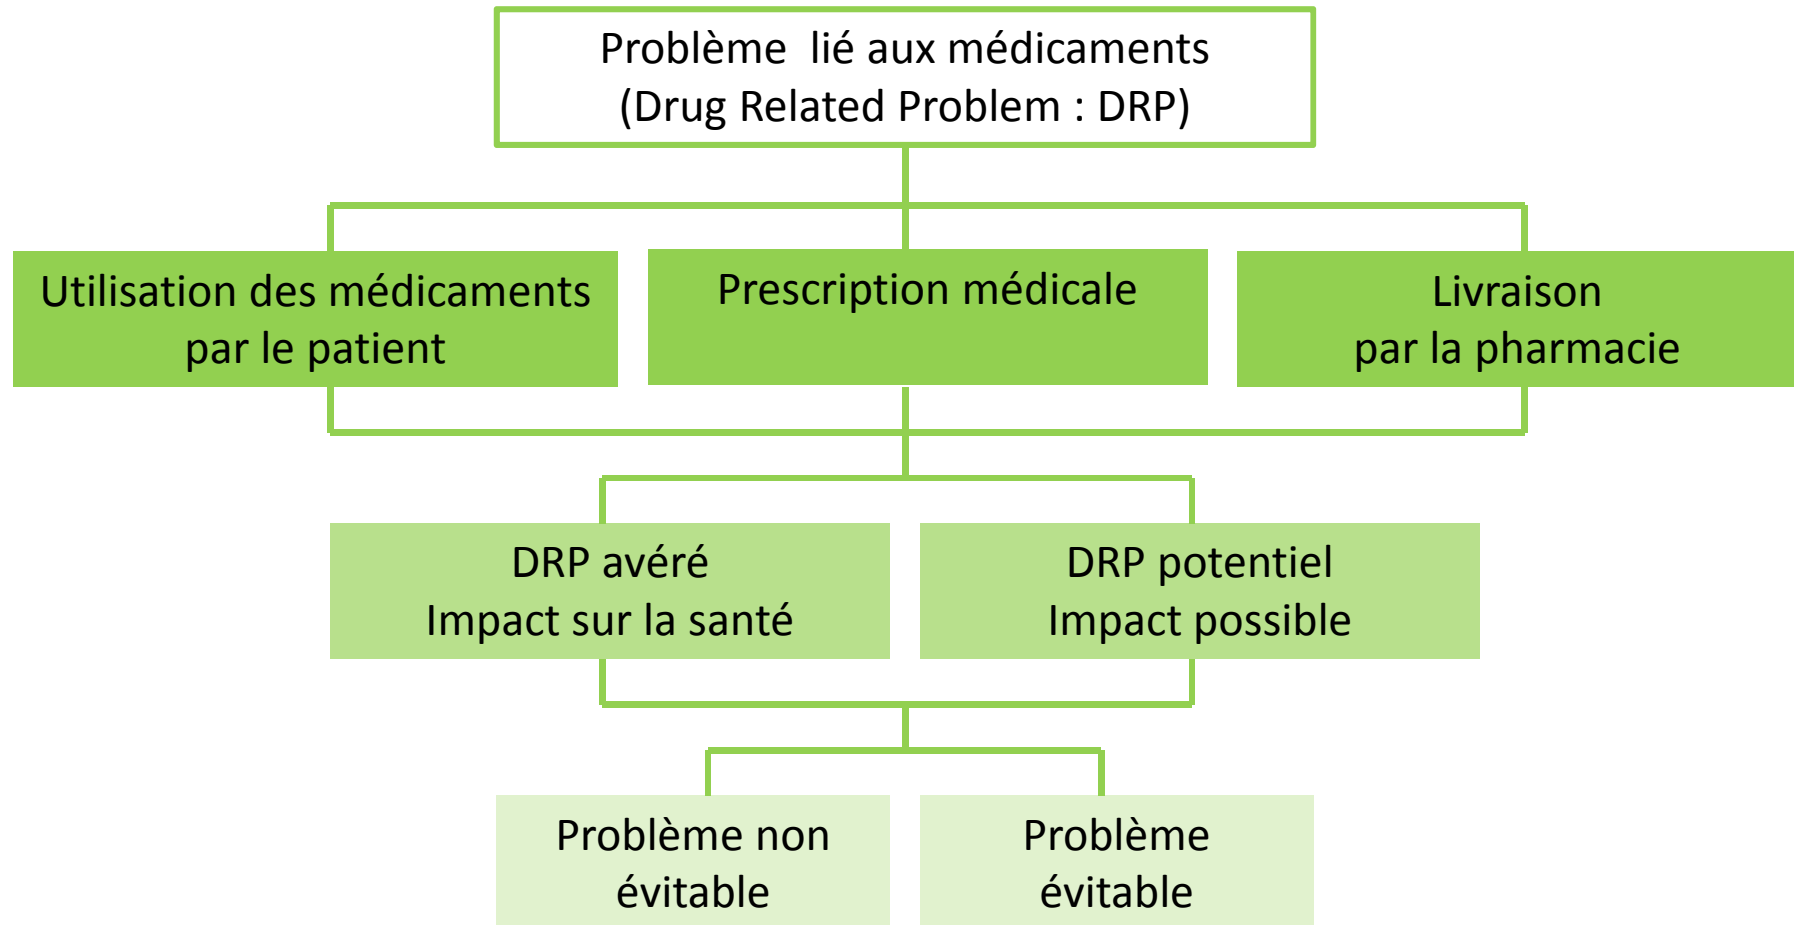 Problème lié aux médicaments
(Drug Related Problem : DRP)
Utilisation des médicaments
par le patient
Prescription médicale
Livraison
par la pharmacie
DRP avéré
Impact sur la santé
DRP potentiel
Impact possible
Problème non
évitable
Problème
évitable